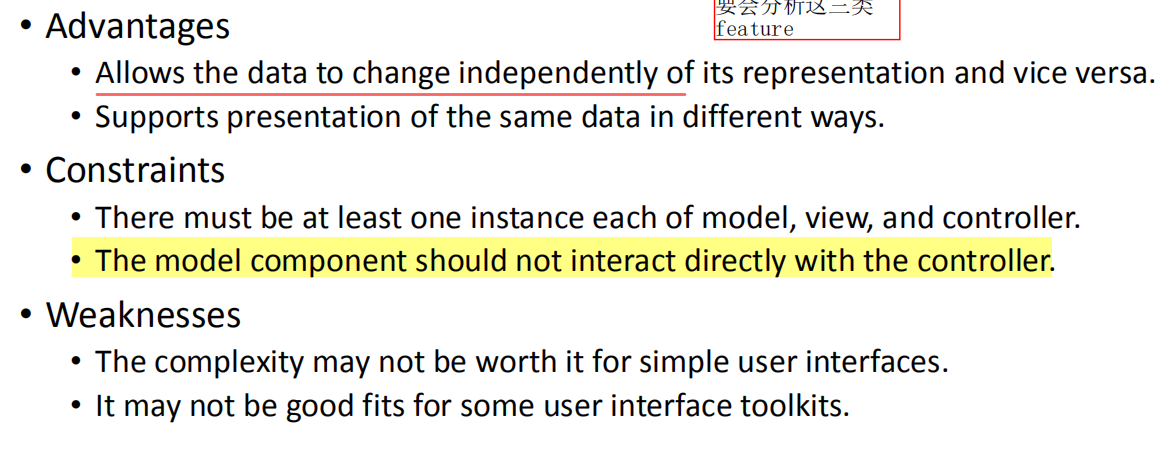 要会分析这三类
feature
• Advantages
• Allows the data to change independently of its representation and vice versa.
• Supports presentation of the same data in different ways.
• Constraints
• There must be at least one instance each of model, view, and controller.
• The model component should not interact directly with the controller.
• Weaknesses
• The complexity may not be worth it for simple user interfaces.
• It may not be good fits for some user interface toolkits.